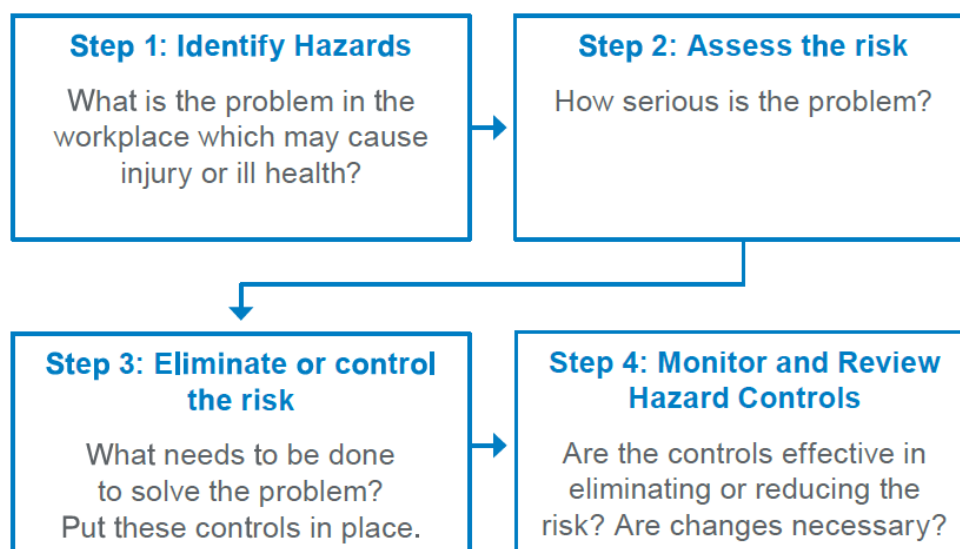 Step 1: Identify Hazards
What is the problem in the
workplace which may cause
injury or ill health?
Step 2: Assess the risk
How serious is the problem?
Step 3: Eliminate or control
the risk
What needs to be done
to solve the problem?
Put these controls in place.
Step 4: Monitor and Review
Hazard Controls
Are the controls effective in
eliminating or reducing the
risk? Are changes necessary?